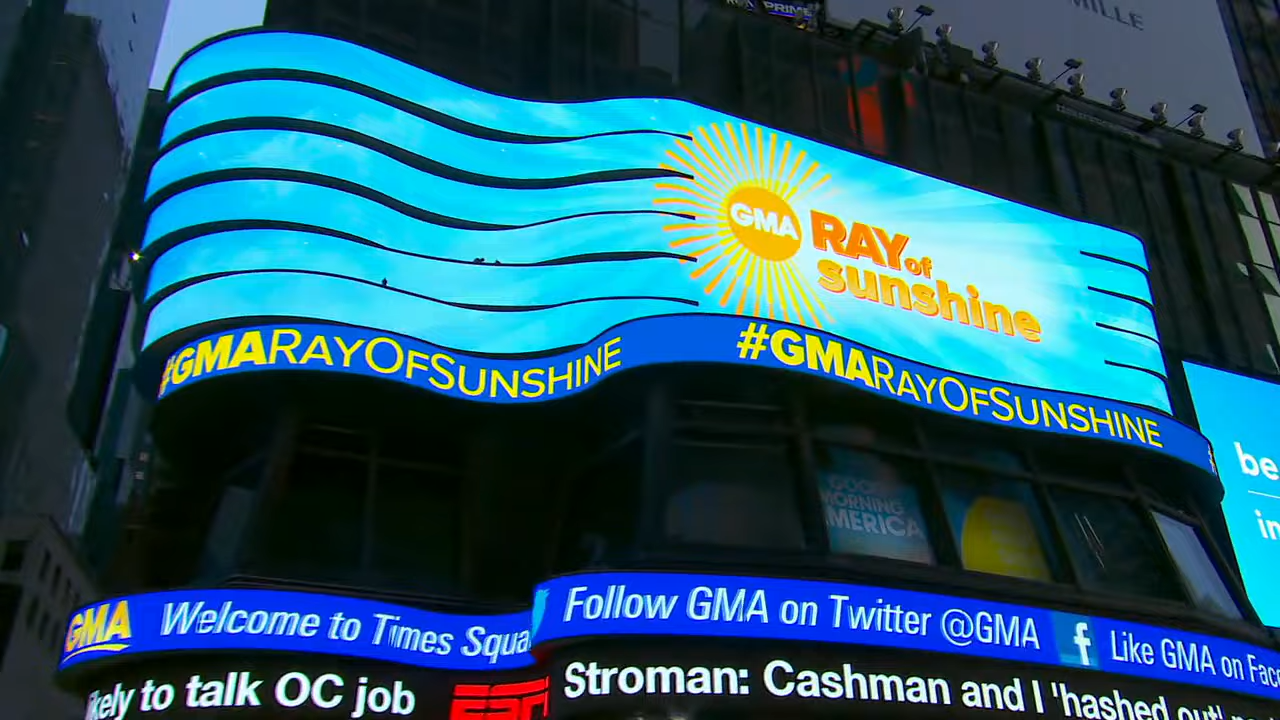 PRIME
MILLE
GMA
RAY of
sunshine
#GMARAYOFSUNSHINE
#GMARAYOFSUNSHINE
be
in
GOOD
MORNING
AMERICA
GMA Welcome to Times Squa
Follow GMA on Twitter @GMA f Like GMA on Fac
ikely to talk OC job
Stroman: Cashman and I 'hashed out'